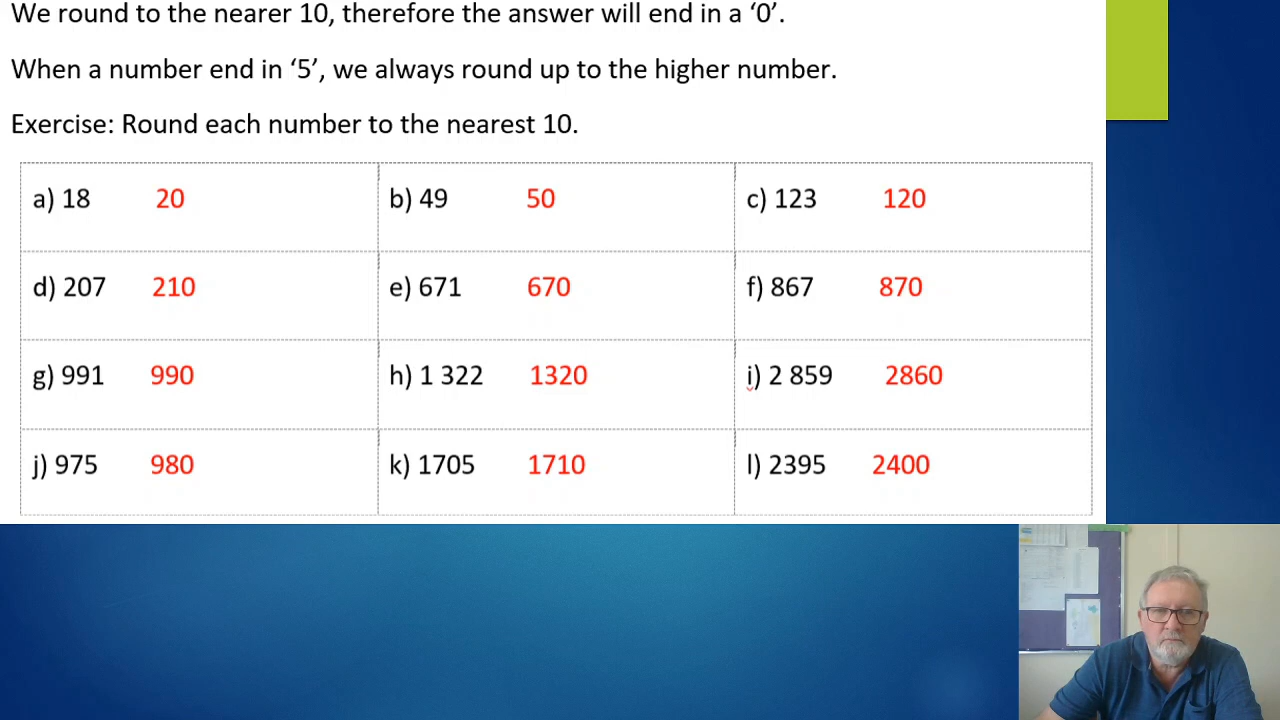 We round to the nearer 10, therefore the answer will end in a ‘0’.
When a number end in ‘5’, we always round up to the higher number.
Exercise: Round each number to the nearest 10.
a) 18 20 b) 49 50 c) 123 120
d) 207 210 e) 671 670 f) 867 870
g) 991 990 h) 1 322 1320 i) 2 859 2860
j) 975 980 k) 1705 1710 l) 2395 2400